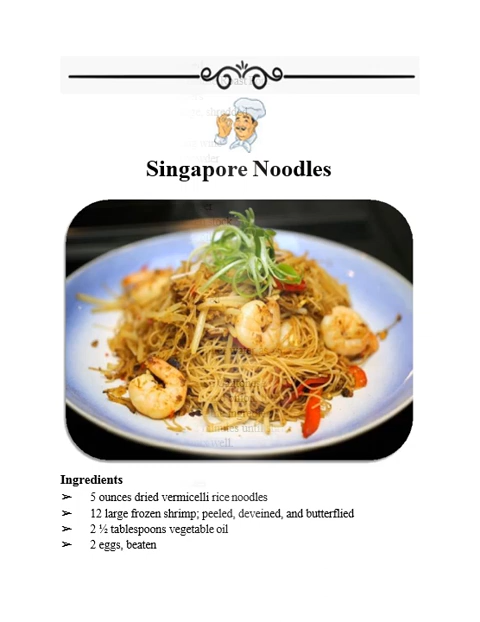 Singapore Noodles
Ingredients
➢ 5 ounces dried vermicelli rice noodles
➢ 12 large frozen shrimp; peeled, deveined, and butterflied
➢ 2 ½ tablespoons vegetable oil
➢ 2 eggs, beaten